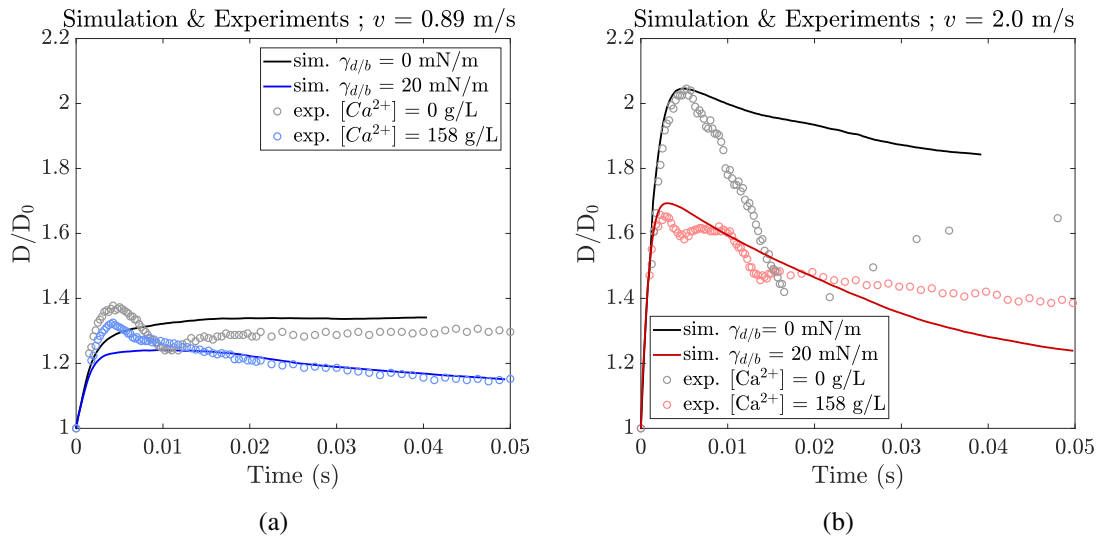 Simulation & Experiments ; v = 0.89 m/s
2.2
2
1.8
1.6
1.4
1.2
1
D/D₀
sim. γ_{d/b} = 0 mN/m
sim. γ_{d/b} = 20 mN/m
exp. [Ca²⁺] = 0 g/L
exp. [Ca²⁺] = 158 g/L
0 0.01 0.02 0.03 0.04 0.05
Time (s)
(a)
Simulation & Experiments ; v = 2.0 m/s
2.2
2
1.8
1.6
1.4
1.2
1
D/D₀
sim. γ_{d/b}= 0 mN/m
sim. γ_{d/b} = 20 mN/m
exp. [Ca²⁺] = 0 g/L
exp. [Ca²⁺] = 158 g/L
0 0.01 0.02 0.03 0.04 0.05
Time (s)
(b)